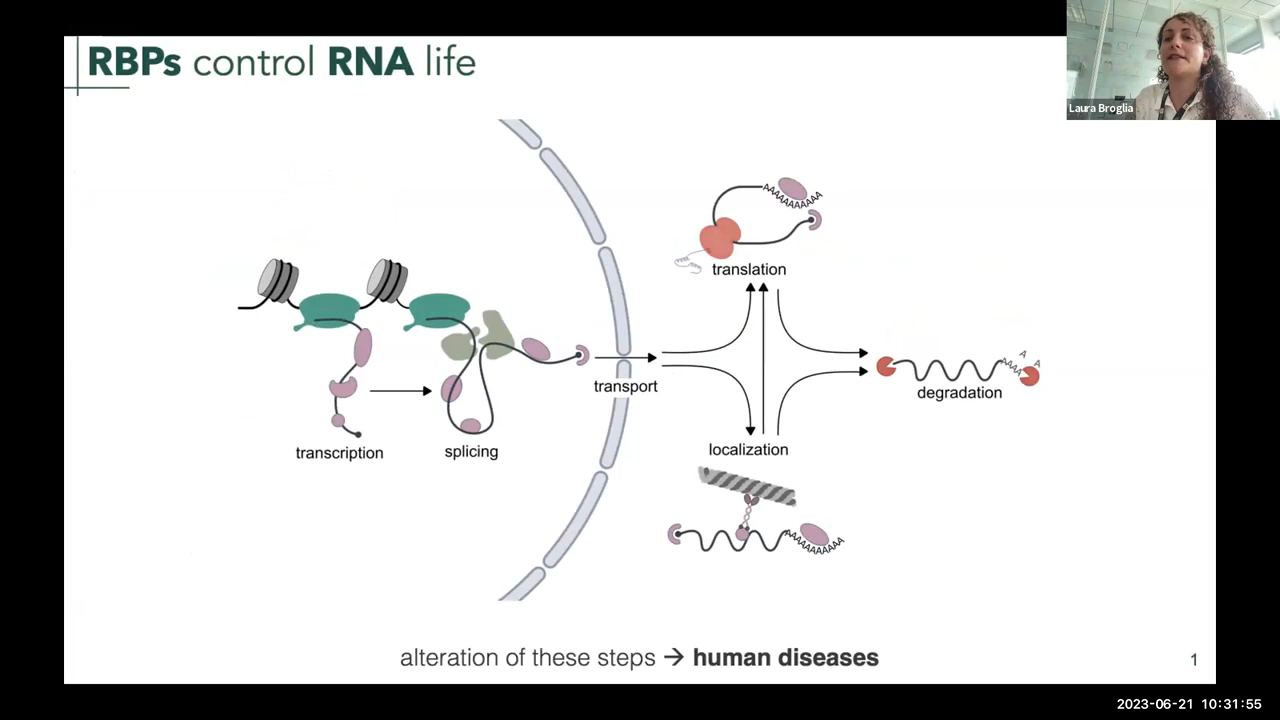 RBPs control RNA life
Laura Broglia
AAAAAAAAAA
translation
transport
A
A
AAAA
degradation
transcription
splicing
localization
AAAAAAAAAA
alteration of these steps → human diseases
1
2023-06-21 10:31:55